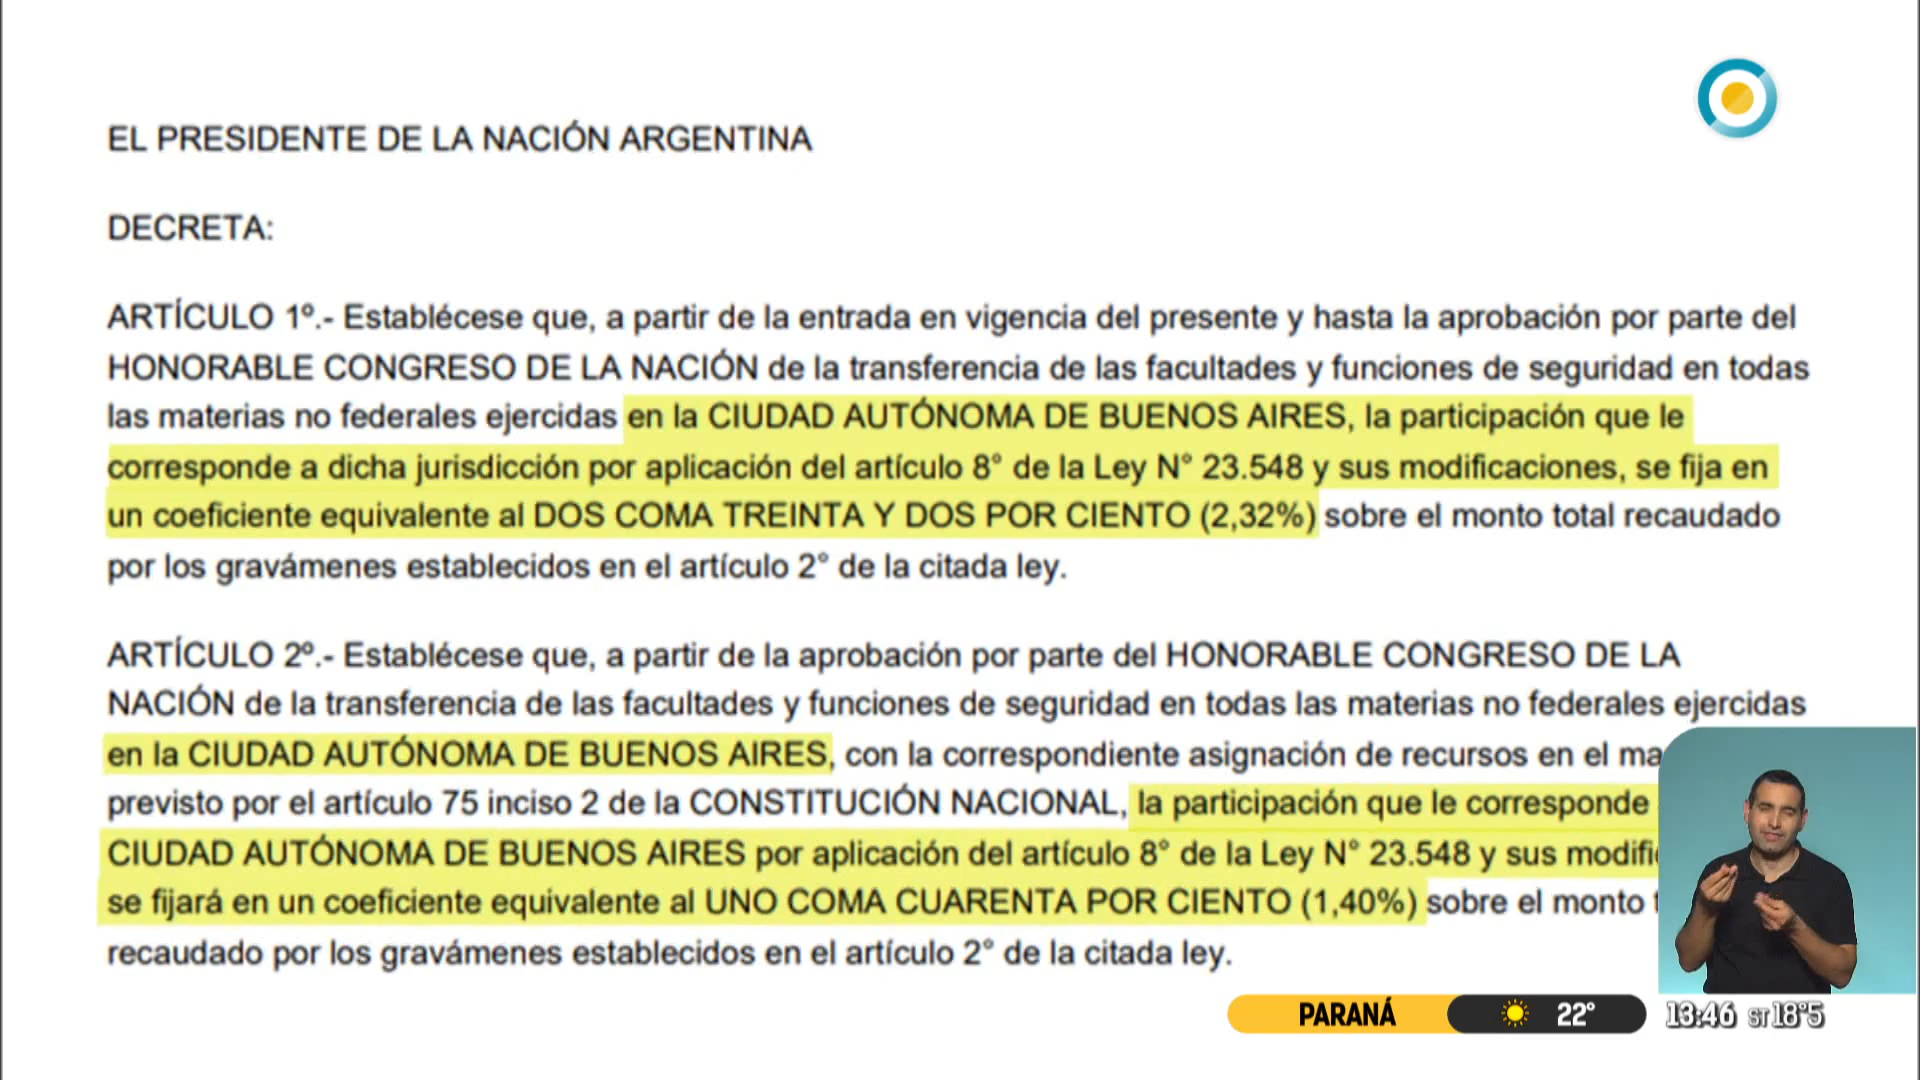 EL PRESIDENTE DE LA NACIÓN ARGENTINA
DECRETA:
ARTÍCULO 1º.- Establécese que, a partir de la entrada en vigencia del presente y hasta la aprobación por parte del
HONORABLE CONGRESO DE LA NACIÓN de la transferencia de las facultades y funciones de seguridad en todas
las materias no federales ejercidas en la CIUDAD AUTÓNOMA DE BUENOS AIRES, la participación que le
corresponde a dicha jurisdicción por aplicación del artículo 8° de la Ley N° 23.548 y sus modificaciones, se fija en
un coeficiente equivalente al DOS COMA TREINTA Y DOS POR CIENTO (2,32%) sobre el monto total recaudado
por los gravámenes establecidos en el artículo 2° de la citada ley.
ARTÍCULO 2º.- Establécese que, a partir de la aprobación por parte del HONORABLE CONGRESO DE LA
NACIÓN de la transferencia de las facultades y funciones de seguridad en todas las materias no federales ejercidas
en la CIUDAD AUTÓNOMA DE BUENOS AIRES, con la correspondiente asignación de recursos en el
previsto por el artículo 75 inciso 2 de la CONSTITUCIÓN NACIONAL, la participación que le corresponde
CIUDAD AUTÓNOMA DE BUENOS AIRES por aplicación del artículo 8° de la Ley N° 23.548 y sus
se fijará en un coeficiente equivalente al UNO COMA CUARENTA POR CIENTO (1,40%) sobre el monto
recaudado por los gravámenes establecidos en el artículo 2° de la citada ley.
PARANÁ 22° 13:46 ST 18°5